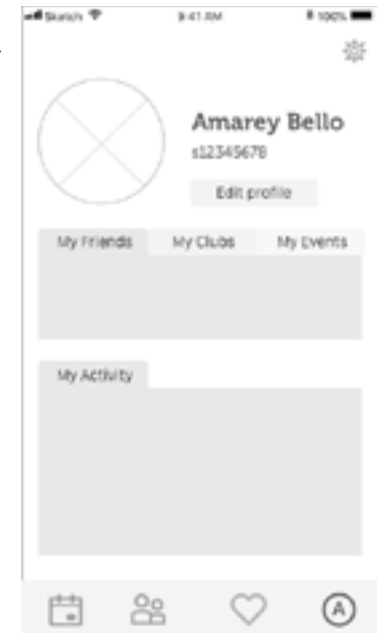 Sketch 9:41 AM 100%
Amarey Bello
s12345678
Edit profile
My Friends My Clubs My Events
My Activity
A